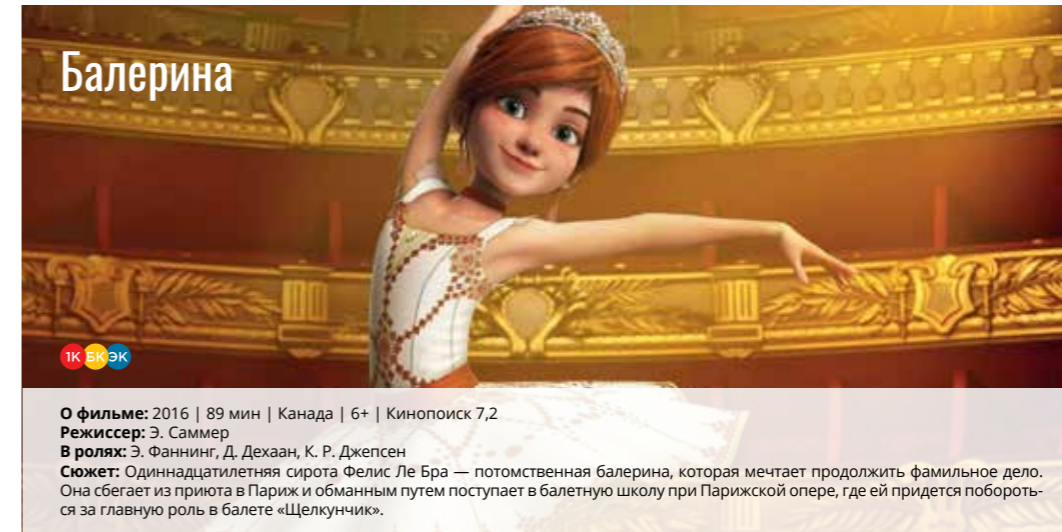 Балерина
1К БК ЭК
О фильме: 2016 | 89 мин | Канада | 6+ | Кинопоиск 7,2
Режиссер: Э. Саммер
В ролях: Э. Фаннинг, Д. Дехаан, К. Р. Джепсен
Сюжет: Одиннадцатилетняя сирота Фелис Ле Бра — потомственная балерина, которая мечтает продолжить фамильное дело.
Она сбегает из приюта в Париж и обманным путем поступает в балетную школу при Парижской опере, где ей придется побороть-
ся за главную роль в балете «Щелкунчик».